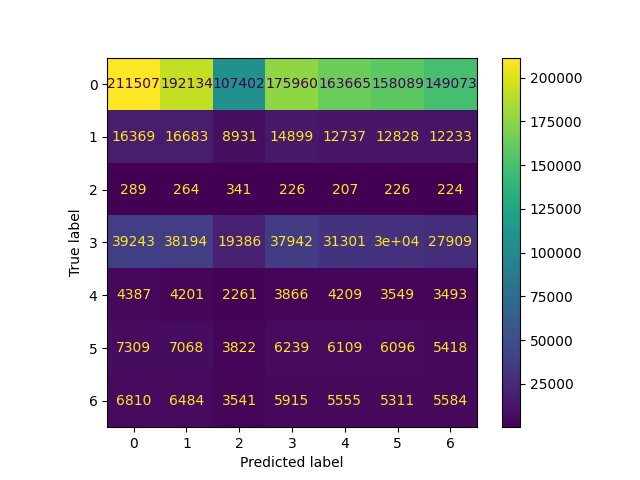 0 211507 192134 107402 175960 163665 158089 149073
1 16369 16683 8931 14899 12737 12828 12233
2 289 264 341 226 207 226 224
3 39243 38194 19386 37942 31301 3e+04 27909
4 4387 4201 2261 3866 4209 3549 3493
5 7309 7068 3822 6239 6109 6096 5418
6 6810 6484 3541 5915 5555 5311 5584
0 1 2 3 4 5 6
Predicted label
True label
200000
175000
150000
125000
100000
75000
50000
25000